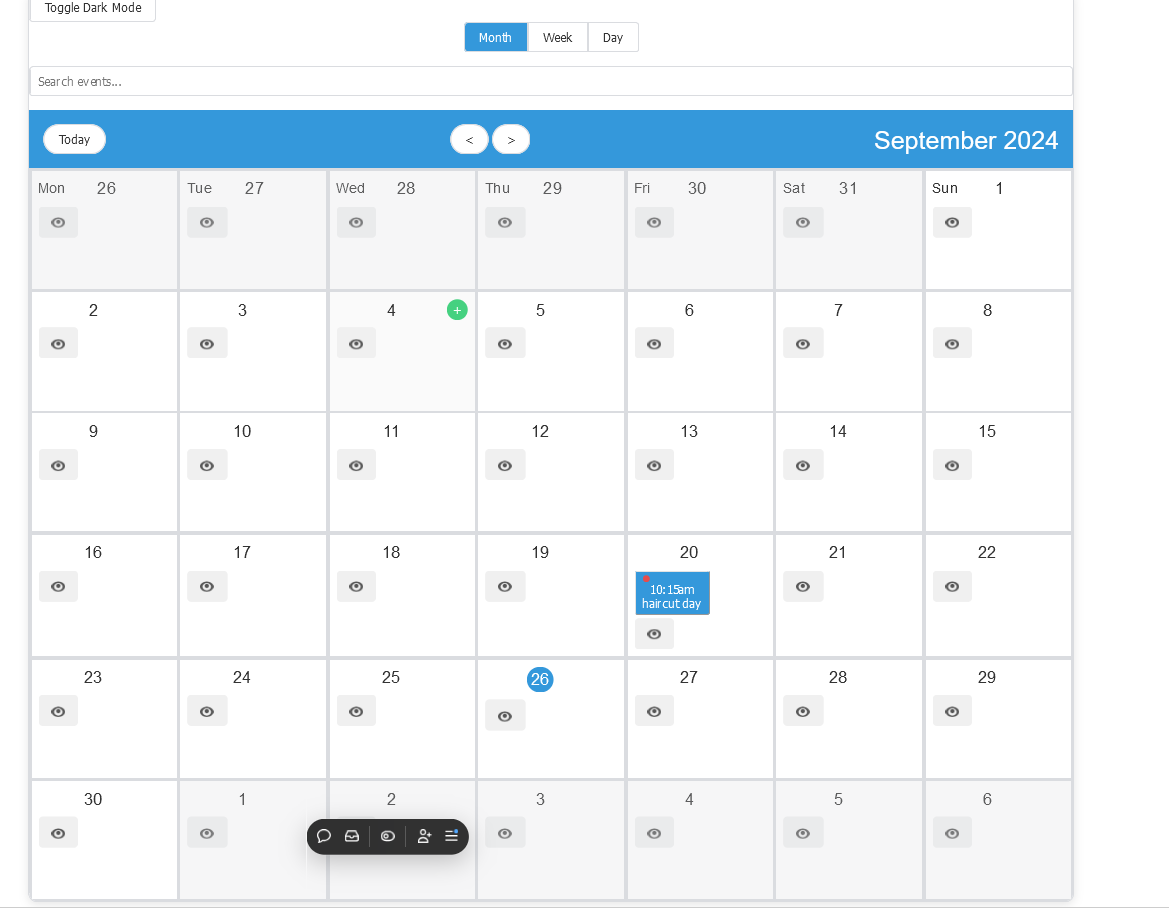 Toggle Dark Mode
Month Week Day
Search events...
Today < > September 2024
Mon 26 Tue 27 Wed 28 Thu 29 Fri 30 Sat 31 Sun 1
2 3 4 + 5 6 7 8
9 10 11 12 13 14 15
16 17 18 19 20 21 22
10:15am
haircut day
23 24 25 26 27 28 29
30 1 2 3 4 5 6